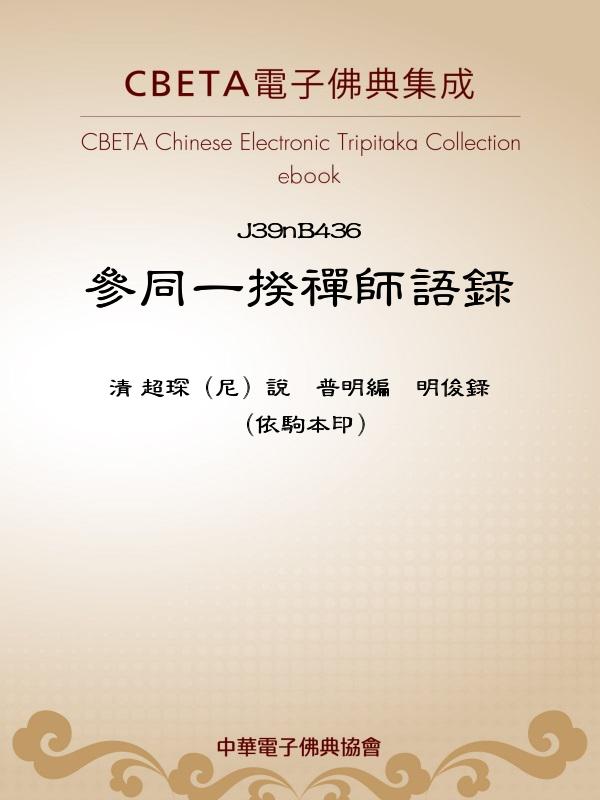 CBETA電子佛典集成
CBETA Chinese Electronic Tripitaka Collection
ebook
J39nB436
參同一揆禪師語錄
清 超琛（尼）說　普明編　明俊錄
（依駒本印）
中華電子佛典協會